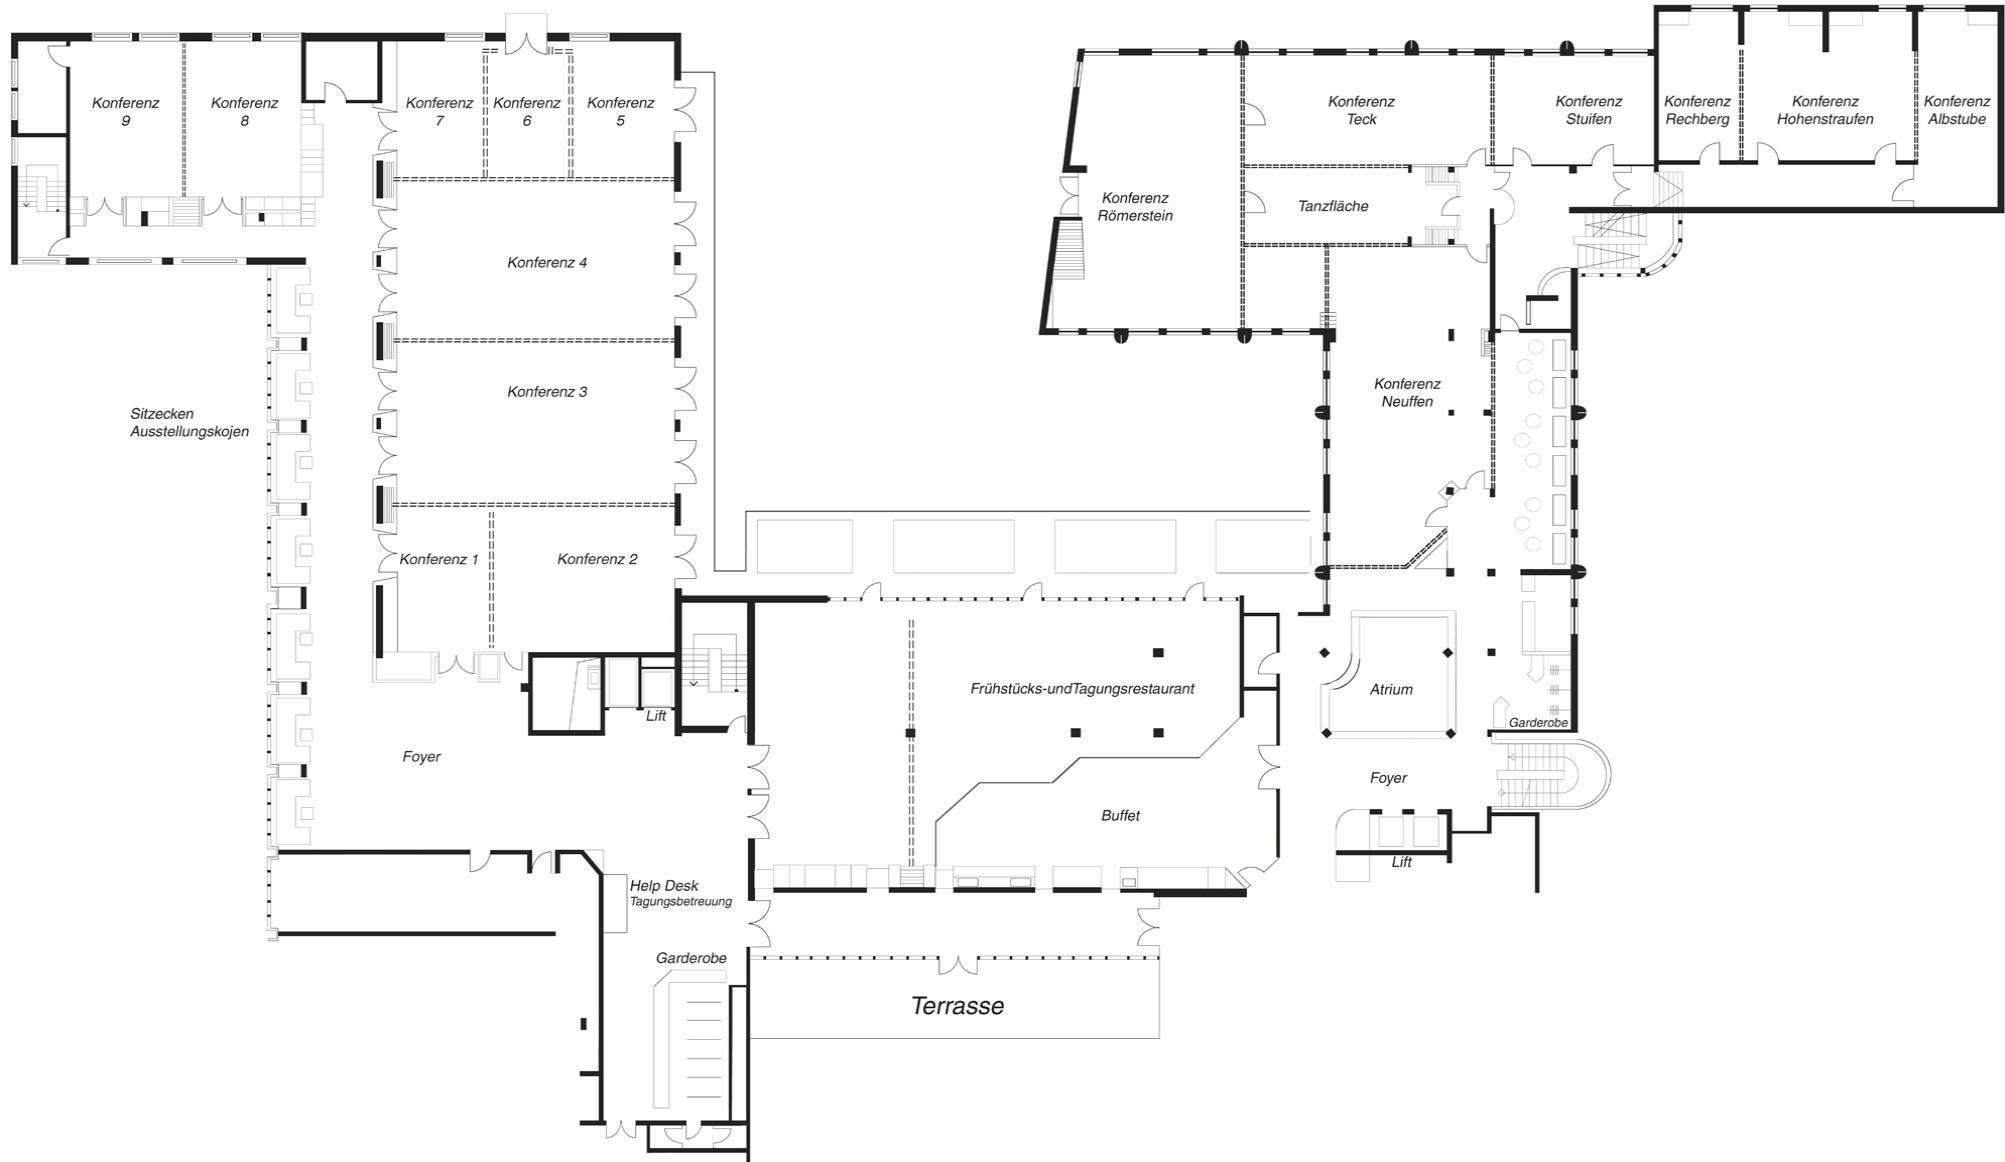 Konferenz
9
Konferenz
8
Konferenz
7
Konferenz
6
Konferenz
5
Konferenz 4
Konferenz 3
Konferenz 1
Konferenz 2
Sitzecken
Ausstellungskojen
Lift
Foyer
Help Desk
Tagungsbetreuung
Garderobe
Konferenz
Römerstein
Konferenz
Teck
Tanzfläche
Konferenz
Stuifen
Konferenz
Rechberg
Konferenz
Hohenstraufen
Konferenz
Albstube
Konferenz
Neuffen
Frühstücks-undTagungsrestaurant
Buffet
Terrasse
Atrium
Garderobe
Foyer
Lift